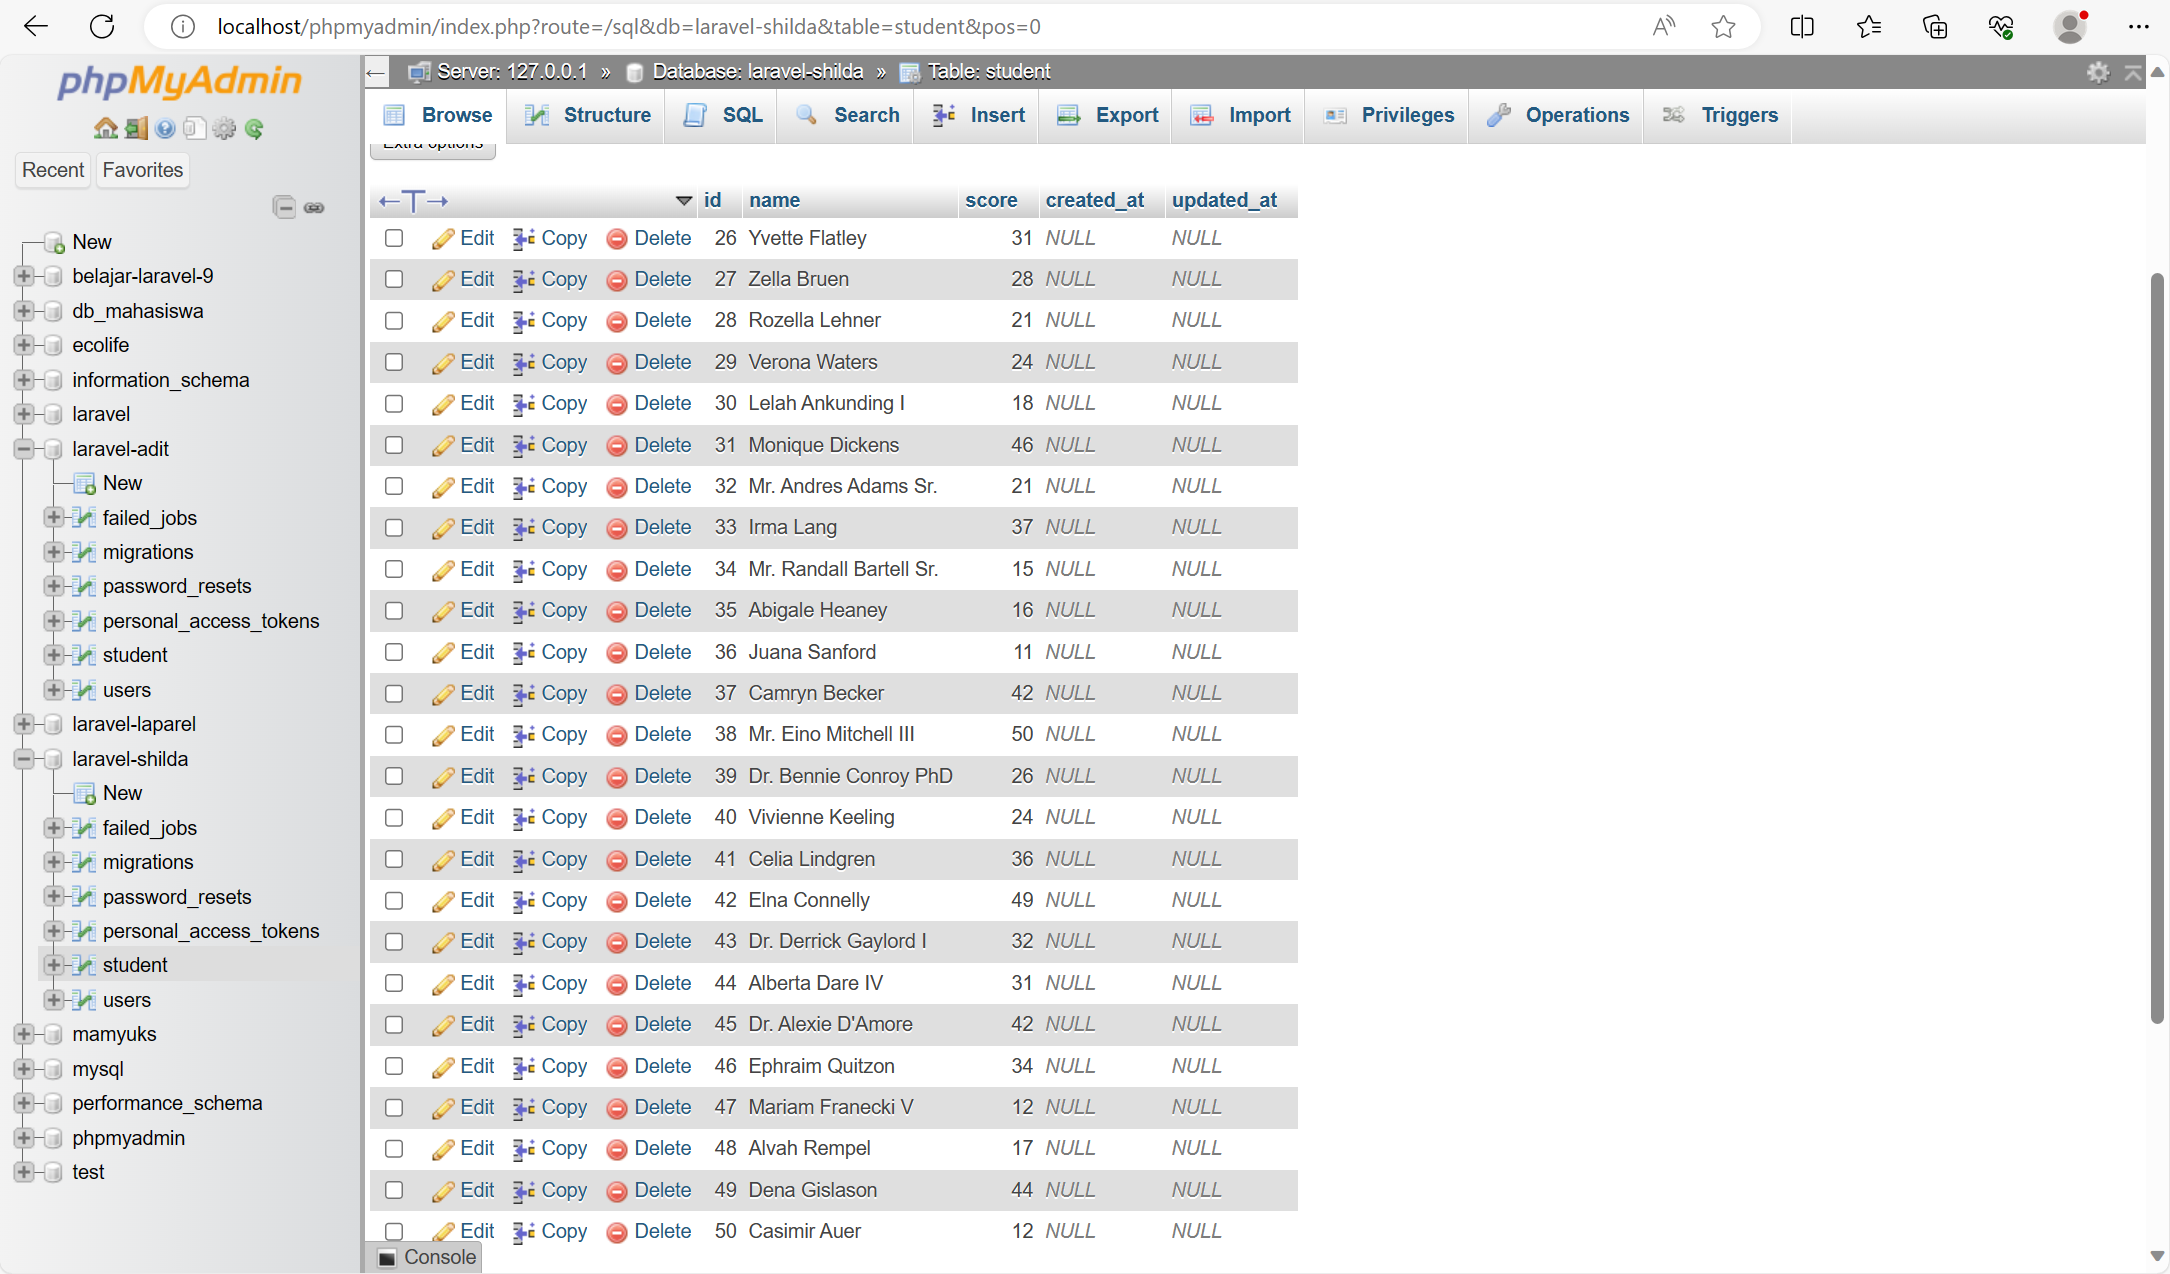 localhost/phpmyadmin/index.php?route=/sql&db=laravel-shilda&table=student&pos=0
phpMyAdmin
Recent Favorites
New
belajar-laravel-9
db_mahasiswa
ecolife
information_schema
laravel
laravel-adit
New
failed_jobs
migrations
password_resets
personal_access_tokens
student
users
laravel-laparel
laravel-shilda
New
failed_jobs
migrations
password_resets
personal_access_tokens
student
users
mamyuks
mysql
performance_schema
phpmyadmin
test
Server: 127.0.0.1 » Database: laravel-shilda » Table: student
Browse Structure SQL Search Insert Export Import Privileges Operations Triggers
Extra options
id name score created_at updated_at
Edit Copy Delete 26 Yvette Flatley 31 NULL NULL
Edit Copy Delete 27 Zella Bruen 28 NULL NULL
Edit Copy Delete 28 Rozella Lehner 21 NULL NULL
Edit Copy Delete 29 Verona Waters 24 NULL NULL
Edit Copy Delete 30 Lelah Ankunding I 18 NULL NULL
Edit Copy Delete 31 Monique Dickens 46 NULL NULL
Edit Copy Delete 32 Mr. Andres Adams Sr. 21 NULL NULL
Edit Copy Delete 33 Irma Lang 37 NULL NULL
Edit Copy Delete 34 Mr. Randall Bartell Sr. 15 NULL NULL
Edit Copy Delete 35 Abigale Heaney 16 NULL NULL
Edit Copy Delete 36 Juana Sanford 11 NULL NULL
Edit Copy Delete 37 Camryn Becker 42 NULL NULL
Edit Copy Delete 38 Mr. Eino Mitchell III 50 NULL NULL
Edit Copy Delete 39 Dr. Bennie Conroy PhD 26 NULL NULL
Edit Copy Delete 40 Vivienne Keeling 24 NULL NULL
Edit Copy Delete 41 Celia Lindgren 36 NULL NULL
Edit Copy Delete 42 Elna Connelly 49 NULL NULL
Edit Copy Delete 43 Dr. Derrick Gaylord I 32 NULL NULL
Edit Copy Delete 44 Alberta Dare IV 31 NULL NULL
Edit Copy Delete 45 Dr. Alexie D'Amore 42 NULL NULL
Edit Copy Delete 46 Ephraim Quitzon 34 NULL NULL
Edit Copy Delete 47 Mariam Franecki V 12 NULL NULL
Edit Copy Delete 48 Alvah Rempel 17 NULL NULL
Edit Copy Delete 49 Dena Gislason 44 NULL NULL
Edit Copy Delete 50 Casimir Auer 12 NULL NULL
Console